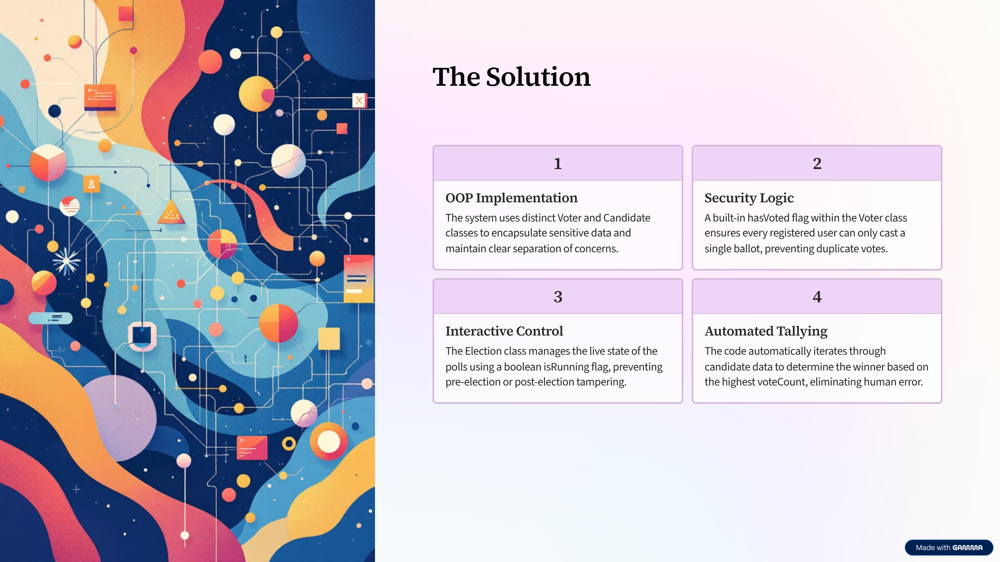 The Solution
1
OOP Implementation
The system uses distinct Voter and Candidate
classes to encapsulate sensitive data and
maintain clear separation of concerns.
2
Security Logic
A built-in hasVoted flag within the Voter class
ensures every registered user can only cast a
single ballot, preventing duplicate votes.
3
Interactive Control
The Election class manages the live state of the
polls using a boolean isRunning flag, preventing
pre-election or post-election tampering.
4
Automated Tallying
The code automatically iterates through
candidate data to determine the winner based on
the highest voteCount, eliminating human error.
Made with GAMMA